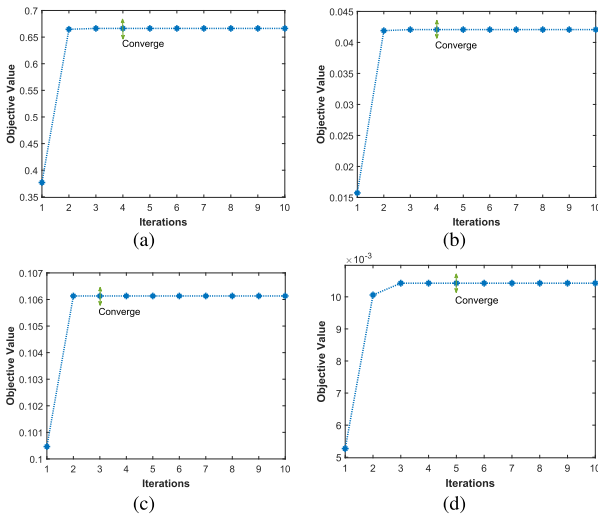 0.7
0.65
0.6
0.55
0.5
0.45
0.4
0.35
Objective Value
Converge
1 2 3 4 5 6 7 8 9 10
Iterations
(a)
0.045
0.04
0.035
0.03
0.025
0.02
0.015
Objective Value
Converge
1 2 3 4 5 6 7 8 9 10
Iterations
(b)
0.107
0.106
0.105
0.104
0.103
0.102
0.101
0.1
Objective Value
Converge
1 2 3 4 5 6 7 8 9 10
Iterations
(c)
×10⁻³
10
9
8
7
6
5
Objective Value
Converge
1 2 3 4 5 6 7 8 9 10
Iterations
(d)